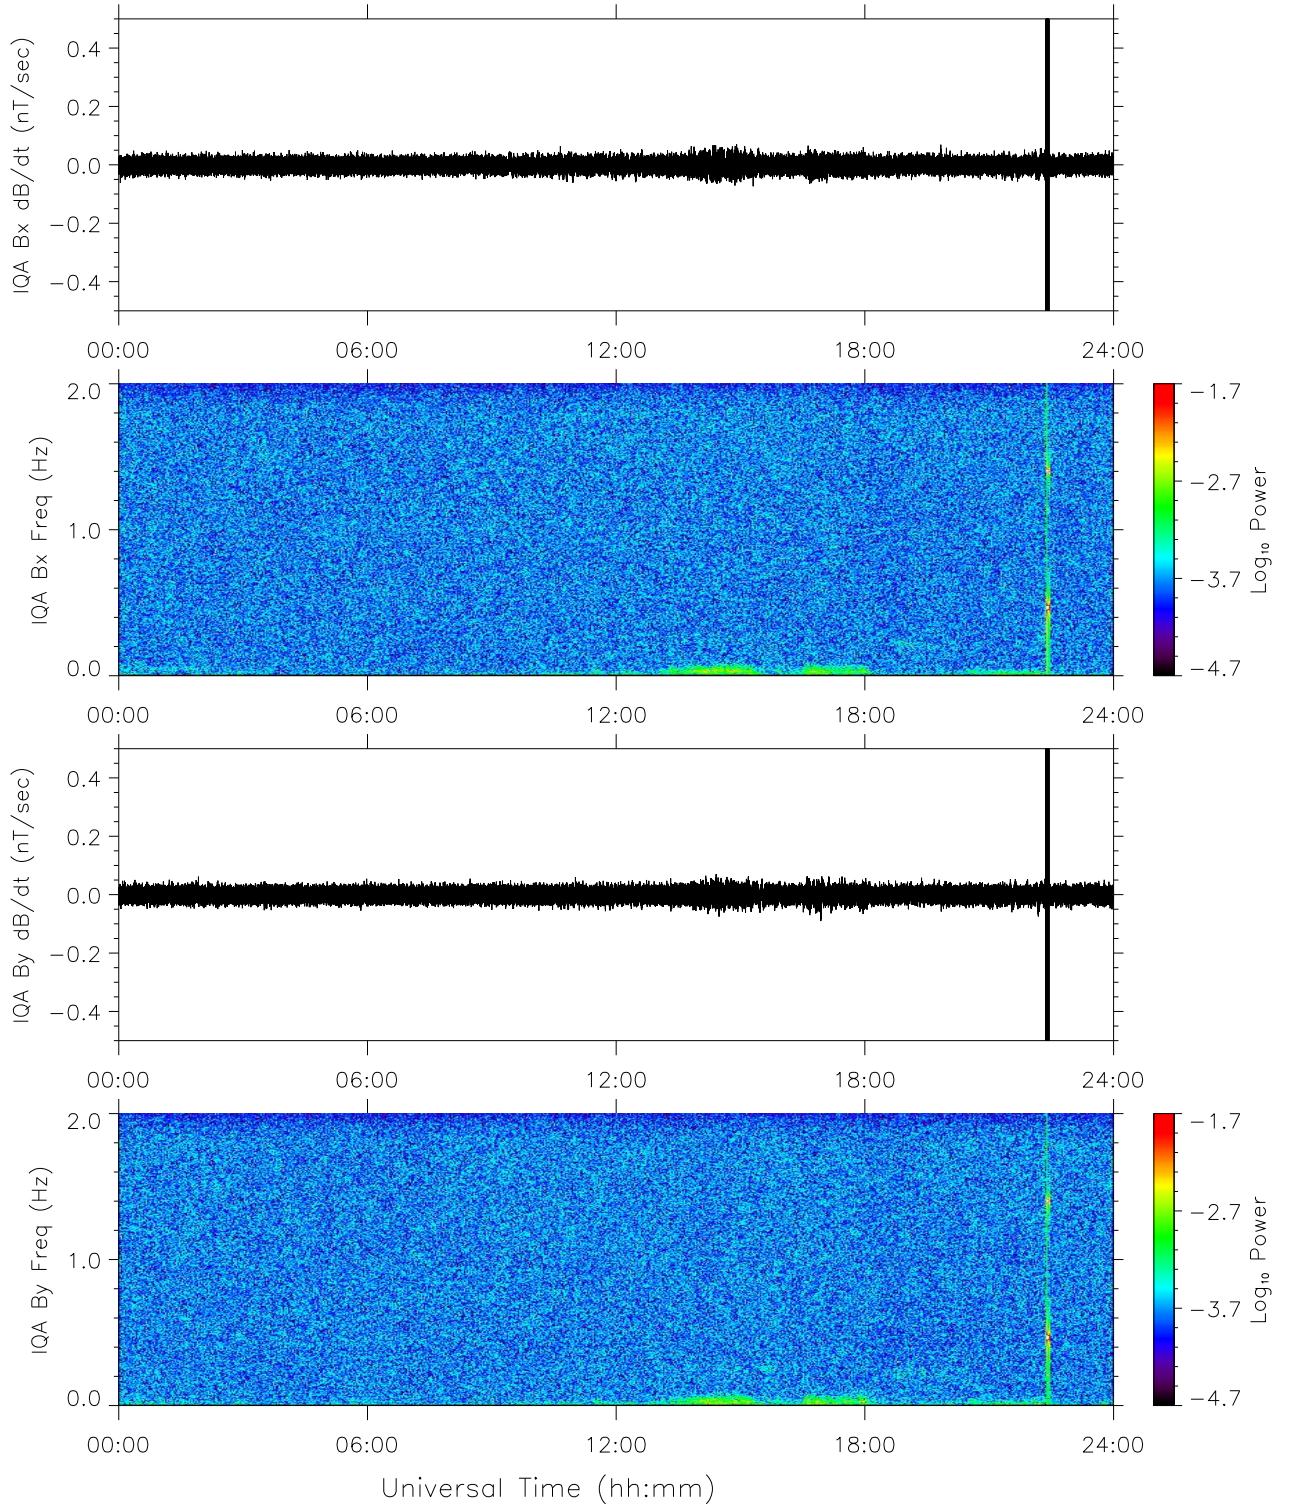 IQA Bx dB/dt (nT/sec)
0.4
0.2
0.0
−0.2
−0.4
00:00 06:00 12:00 18:00 24:00
IQA Bx Freq (Hz)
2.0
1.0
0.0
00:00 06:00 12:00 18:00 24:00
−1.7
−2.7
−3.7
−4.7
Log₁₀ Power
IQA By dB/dt (nT/sec)
0.4
0.2
0.0
−0.2
−0.4
00:00 06:00 12:00 18:00 24:00
IQA By Freq (Hz)
2.0
1.0
0.0
00:00 06:00 12:00 18:00 24:00
−1.7
−2.7
−3.7
−4.7
Log₁₀ Power
Universal Time (hh:mm)